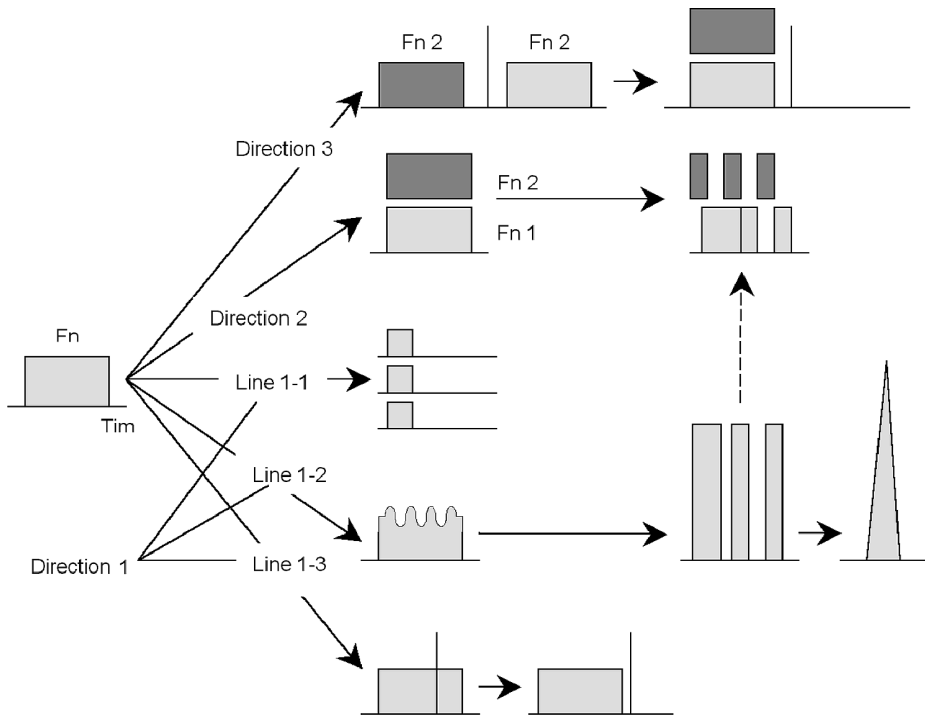 Fn 2 Fn 2
Direction 3
Fn 2
Fn 1
Direction 2
Fn
Line 1-1
Tim
Line 1-2
Direction 1
Line 1-3